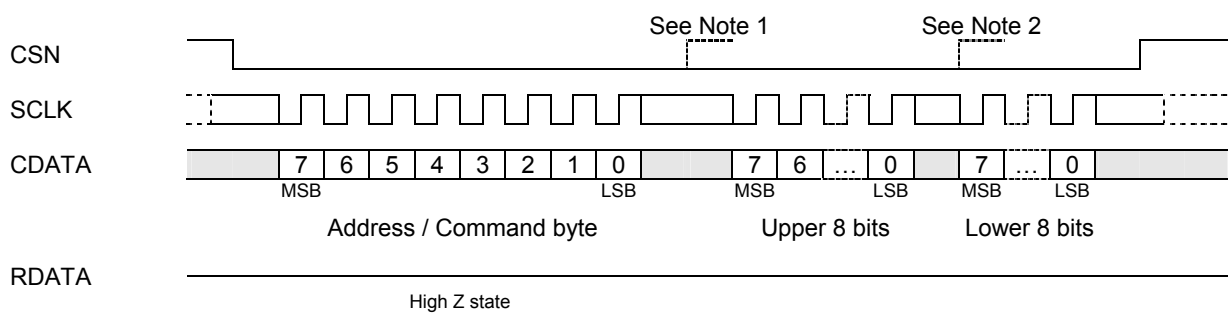 See Note 1 See Note 2
CSN
SCLK
CDATA 7 6 5 4 3 2 1 0 7 6 … 0 7 … 0
MSB LSB MSB LSB MSB LSB
Address / Command byte Upper 8 bits Lower 8 bits
RDATA
High Z state